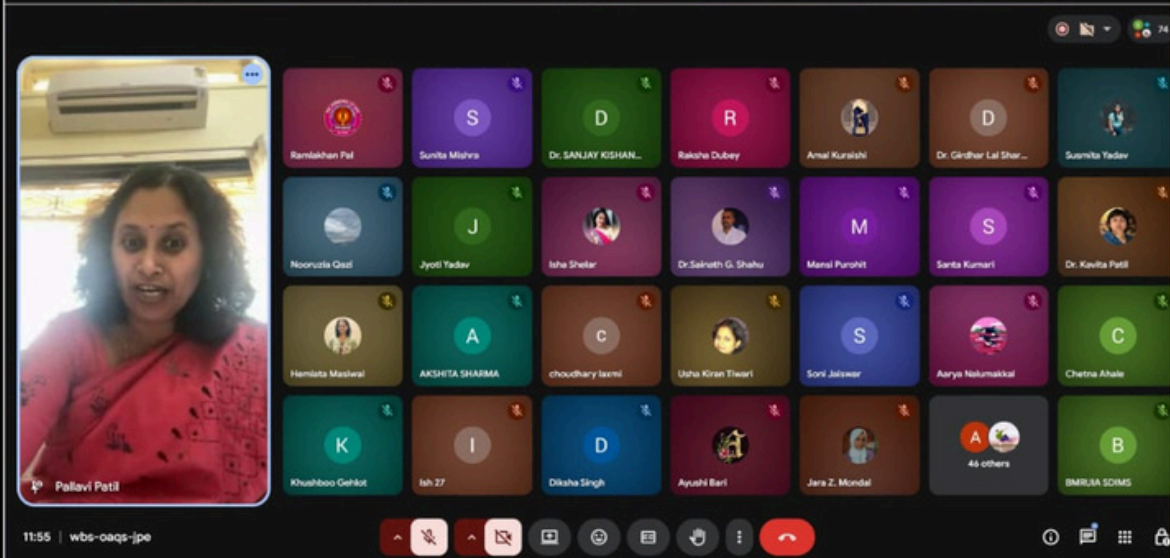 74
Ramlakhan Pal
S
Sunita Mishra
D
Dr. SANJAY KISHAN...
R
Raksha Dubey
Amal Kuraishi
D
Dr. Girdhar Lal Shar...
Susmita Yadav
Nooruzia Qazi
J
Jyoti Yadav
Isha Shelar
Dr.Sainath G. Shahu
M
Mansi Purohit
S
Santa Kumari
Dr. Kavita Patil
Hemlata Masiwal
A
AKSHITA SHARMA
c
choudhary laxmi
Usha Kiran Tiwari
S
Soni Jaiswar
Aarya Nalumakkal
C
Chetna Ahale
K
Khushboo Gehlot
I
Ish 27
D
Diksha Singh
Ayushi Bari
Jara Z. Mondal
A
46 others
B
BMRUIA SDIMS
Pallavi Patil
11:55 | wbs-oaqs-jpe